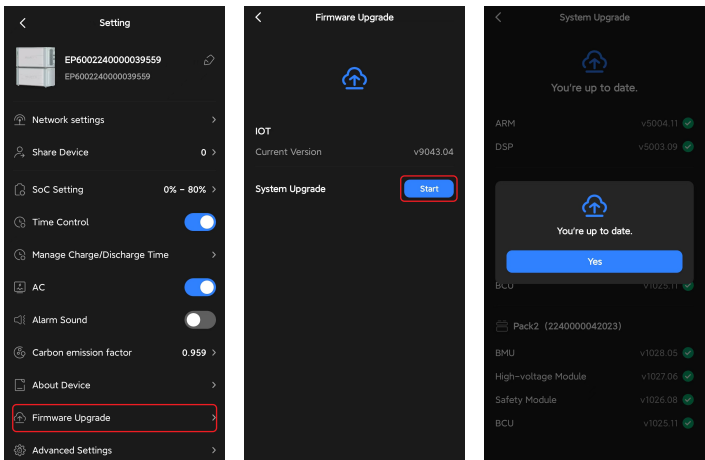 Setting
EP6002240000039559
EP6002240000039559
Network settings
Share Device 0
SoC Setting 0% ~ 80%
Time Control
Manage Charge/Discharge Time
AC
Alarm Sound
Carbon emission factor 0.959
About Device
Firmware Upgrade
Advanced Settings
Firmware Upgrade
IOT
Current Version v9043.04
System Upgrade Start
System Upgrade
You're up to date.
ARM v5004.11
DSP v5003.09
You're up to date.
Yes
BCU v1025.11
Pack2 (2240000042023)
BMU v1028.05
High-voltage Module v1027.06
Safety Module v1026.08
BCU v1025.11